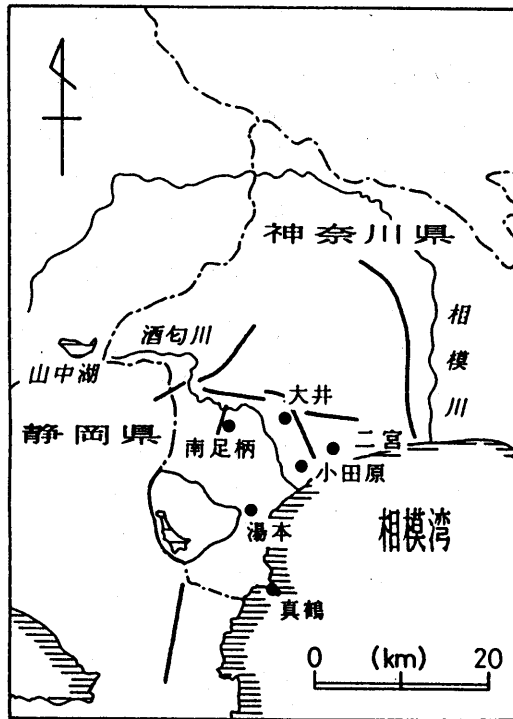 神奈川県
酒匂川
相模川
山中湖
大井
静岡県
南足柄
二宮
小田原
湯本
相模湾
真鶴
0 (km) 20